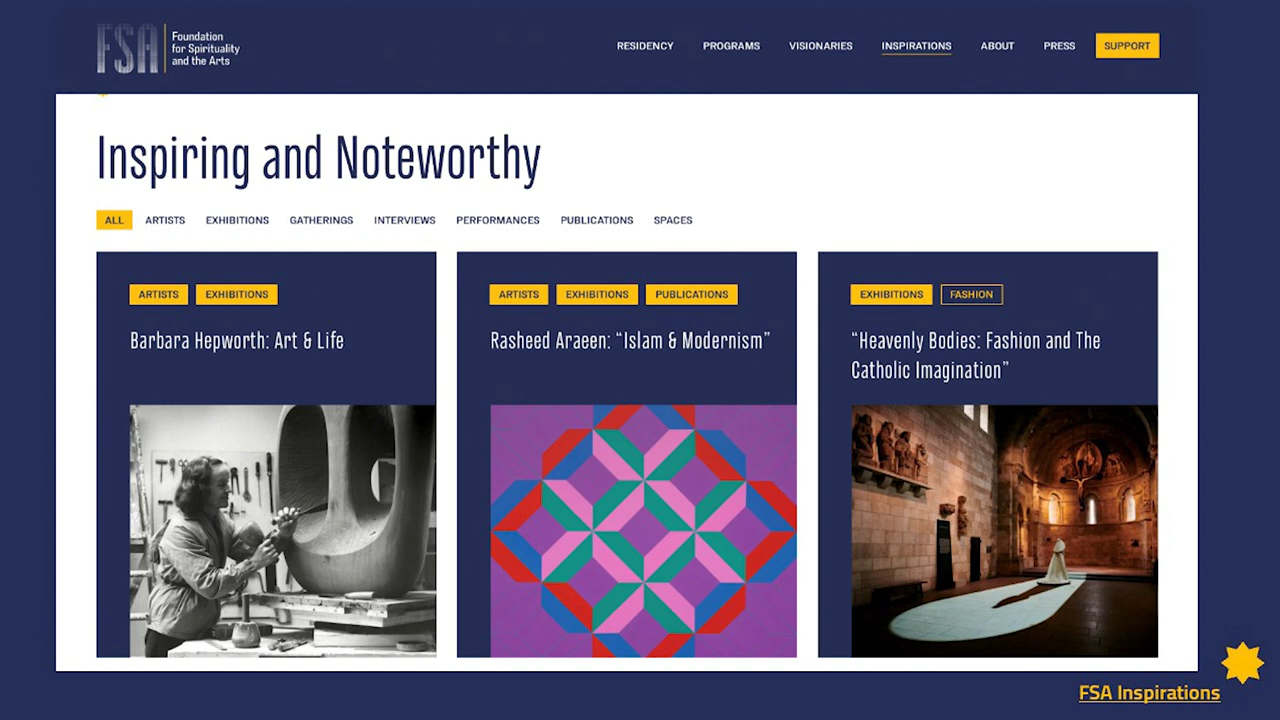 FSA
Foundation
for Spirituality
and the Arts
RESIDENCY PROGRAMS VISIONARIES INSPIRATIONS ABOUT PRESS SUPPORT
Inspiring and Noteworthy
ALL ARTISTS EXHIBITIONS GATHERINGS INTERVIEWS PERFORMANCES PUBLICATIONS SPACES
ARTISTS EXHIBITIONS
Barbara Hepworth: Art & Life
ARTISTS EXHIBITIONS PUBLICATIONS
Rasheed Araeen: “Islam & Modernism”
EXHIBITIONS FASHION
“Heavenly Bodies: Fashion and The
Catholic Imagination”
FSA Inspirations